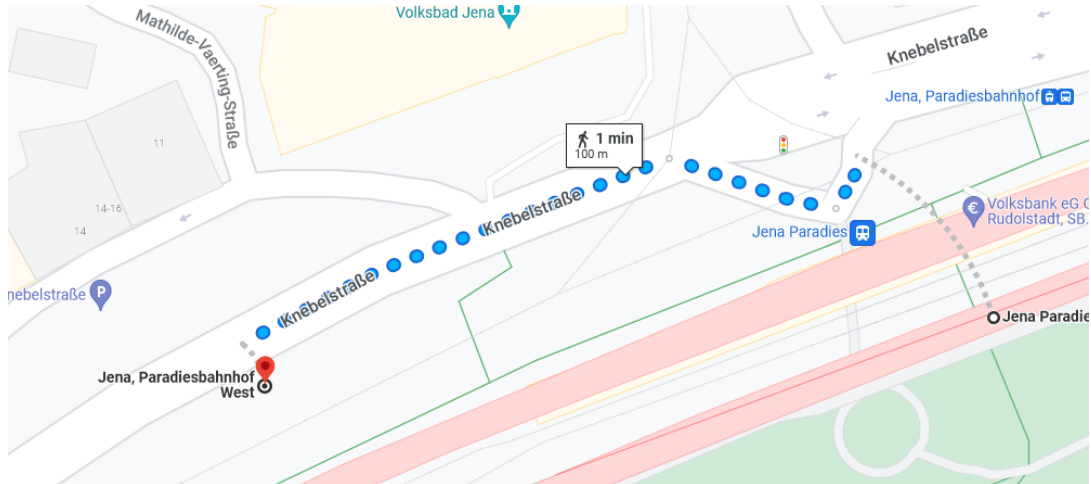 Volksbad Jena
Mathilde-Vaerting-Straße
Knebelstraße
Jena, Paradiesbahnhof
1 min
100 m
11
14-16
14
Knebelstraße
Jena Paradies
Volksbank eG G
Rudolstadt, SB.
nebelstraße
P
Knebelstraße
Jena Paradie
Jena, Paradiesbahnhof
West